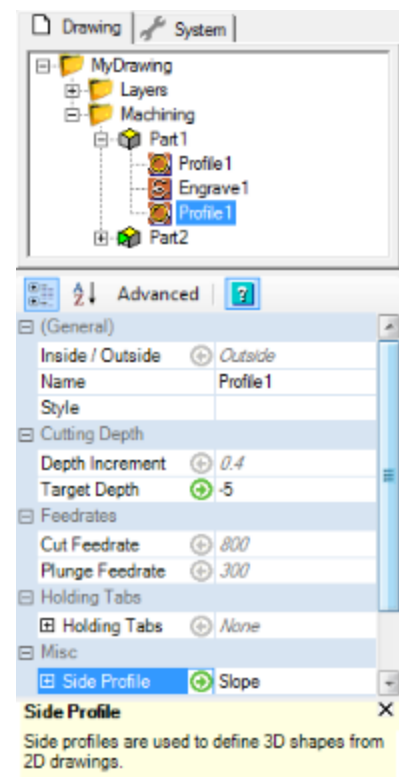 Drawing System
MyDrawing
Layers
Machining
Part1
Profile1
Engrave1
Profile1
Part2
A Z Advanced ?
(General)
Inside / Outside Outside
Name Profile1
Style
Cutting Depth
Depth Increment 0.4
Target Depth -5
Feedrates
Cut Feedrate 800
Plunge Feedrate 300
Holding Tabs
Holding Tabs None
Misc
Side Profile Slope
Side Profile
Side profiles are used to define 3D shapes from
2D drawings.